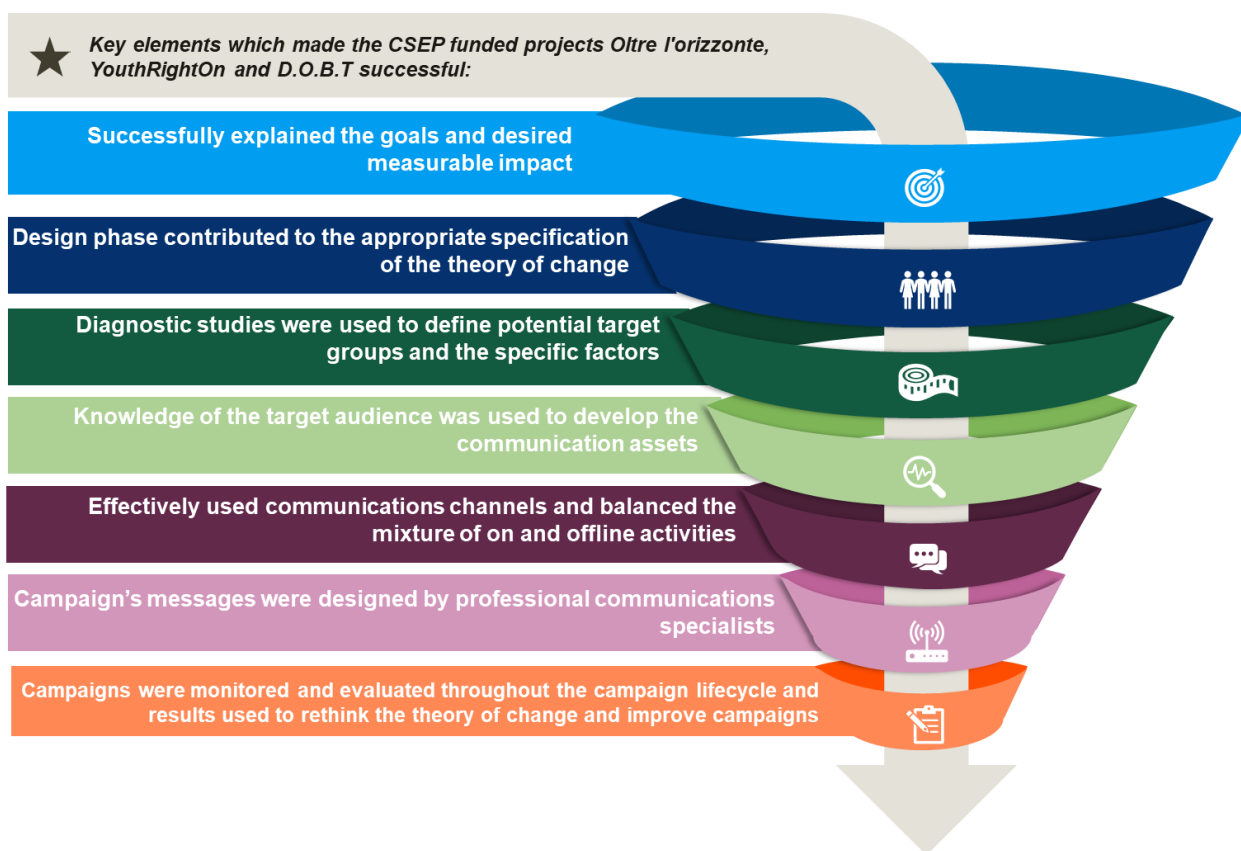 Key elements which made the CSEP funded projects Oltre l'orizzonte,
YouthRightOn and D.O.B.T successful:
Successfully explained the goals and desired
measurable impact
Design phase contributed to the appropriate specification
of the theory of change
Diagnostic studies were used to define potential target
groups and the specific factors
Knowledge of the target audience was used to develop the
communication assets
Effectively used communications channels and balanced the
mixture of on and offline activities
Campaign’s messages were designed by professional communications
specialists
Campaigns were monitored and evaluated throughout the campaign lifecycle and
results used to rethink the theory of change and improve campaigns